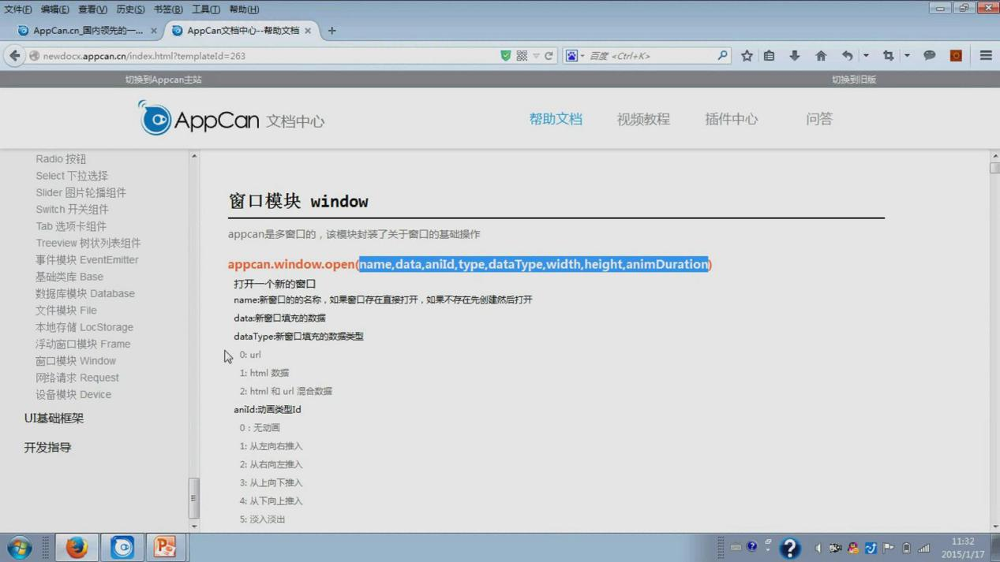 文件(F) 编辑(E) 查看(V) 历史(S) 书签(B) 工具(T) 帮助(H)
AppCan.cn_国内领先的一... × AppCan文档中心--帮助文档 × +
newdocx.appcan.cn/index.html?templateId=263 百度 <Ctrl+K>
切换到Appcan主站 切换到旧版
AppCan 文档中心 帮助文档 视频教程 插件中心 问答
Radio 按钮
Select 下拉选择
Slider 图片轮播组件
Switch 开关组件
Tab 选项卡组件
Treeview 树状列表组件
事件模块 EventEmitter
基础类库 Base
数据库模块 Database
文件模块 File
本地存储 LocStorage
浮动窗口模块 Frame
窗口模块 Window
网络请求 Request
设备模块 Device
UI基础框架
开发指导
窗口模块 window
appcan是多窗口的，该模块封装了关于窗口的基础操作
appcan.window.open(name,data,aniId,type,dataType,width,height,animDuration)
打开一个新的窗口
name:新窗口的的名称，如果窗口存在直接打开，如果不存在先创建然后打开
data:新窗口填充的数据
dataType:新窗口填充的数据类型
0: url
1: html 数据
2: html 和 url 混合数据
aniId:动画类型Id
0：无动画
1: 从左向右推入
2: 从右向左推入
3: 从上向下推入
4: 从下向上推入
5: 淡入淡出
11:32
2015/1/17